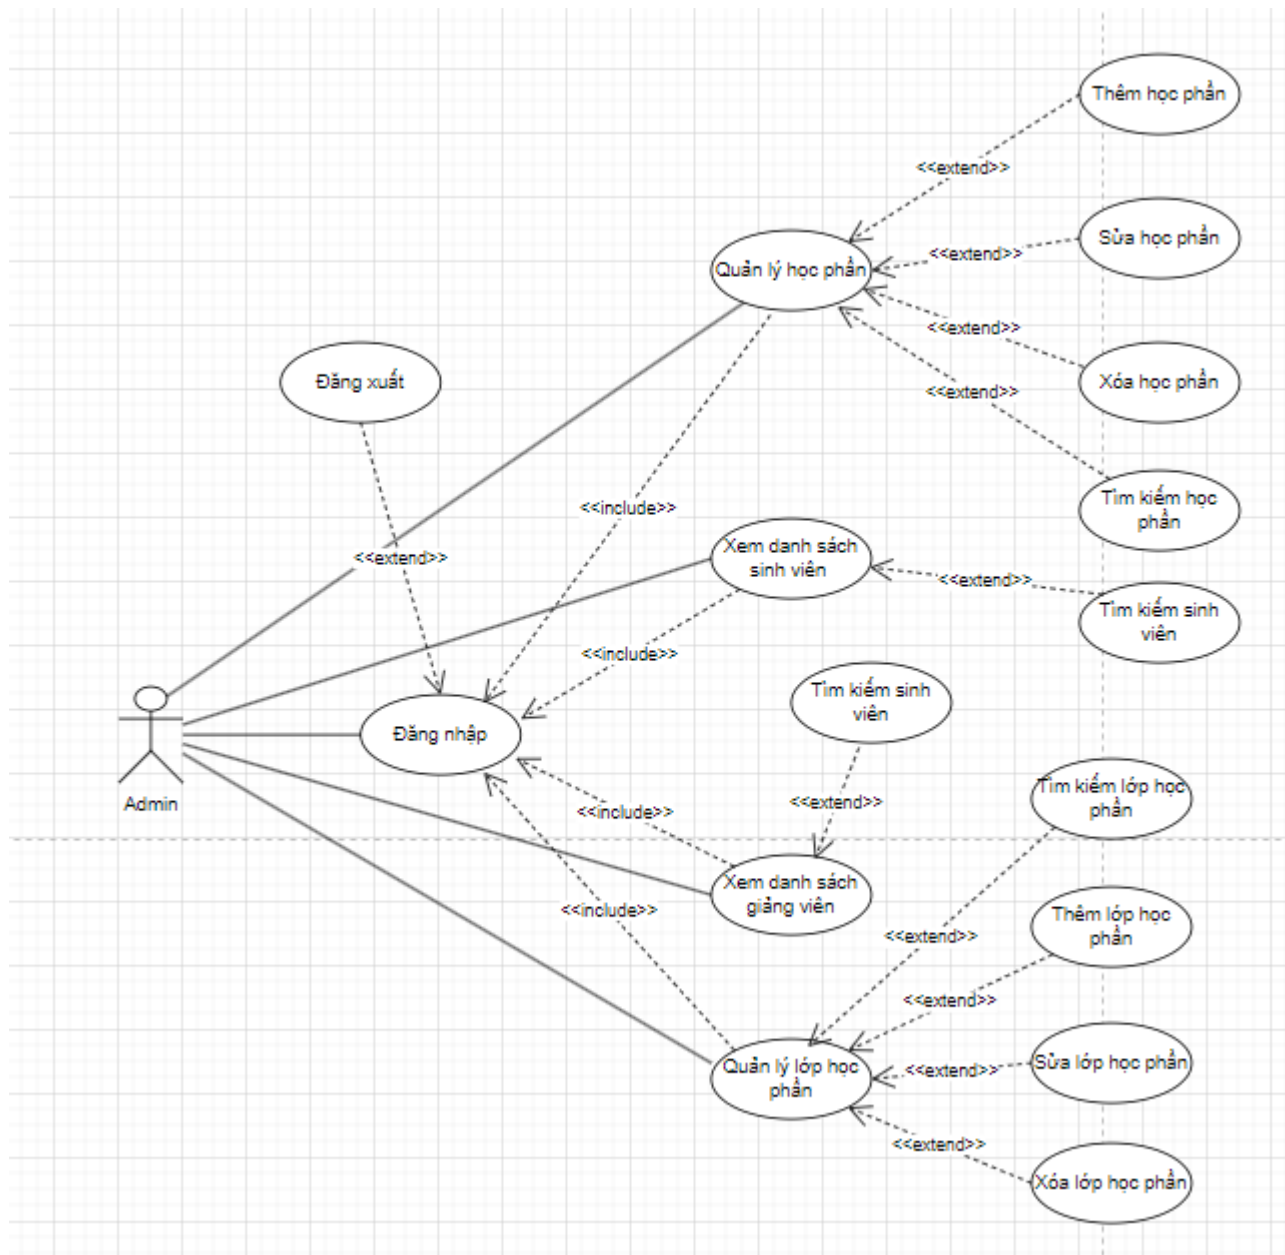 Thêm học phần
<<extend>>
Sửa học phần
<<extend>>
Quản lý học phần
<<extend>>
Đăng xuất
Xóa học phần
<<extend>>
Tìm kiếm học
phần
<<include>>
<<extend>>
Xem danh sách
sinh viên
<<extend>>
Tìm kiếm sinh
viên
<<include>>
Tìm kiếm sinh
viên
Đăng nhập
Admin
<<extend>>
<<include>>
Tìm kiếm lớp học
phần
Xem danh sách
giảng viên
<<include>>
<<extend>>
Thêm lớp học
phần
<<extend>>
Quản lý lớp học
phần
<<extend>>
Sửa lớp học phần
<<extend>>
Xóa lớp học phần